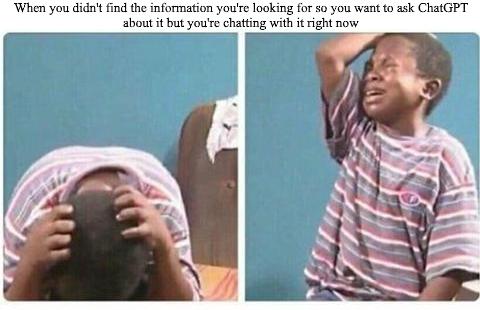 When you didn't find the information you're looking for so you want to ask ChatGPT
about it but you're chatting with it right now